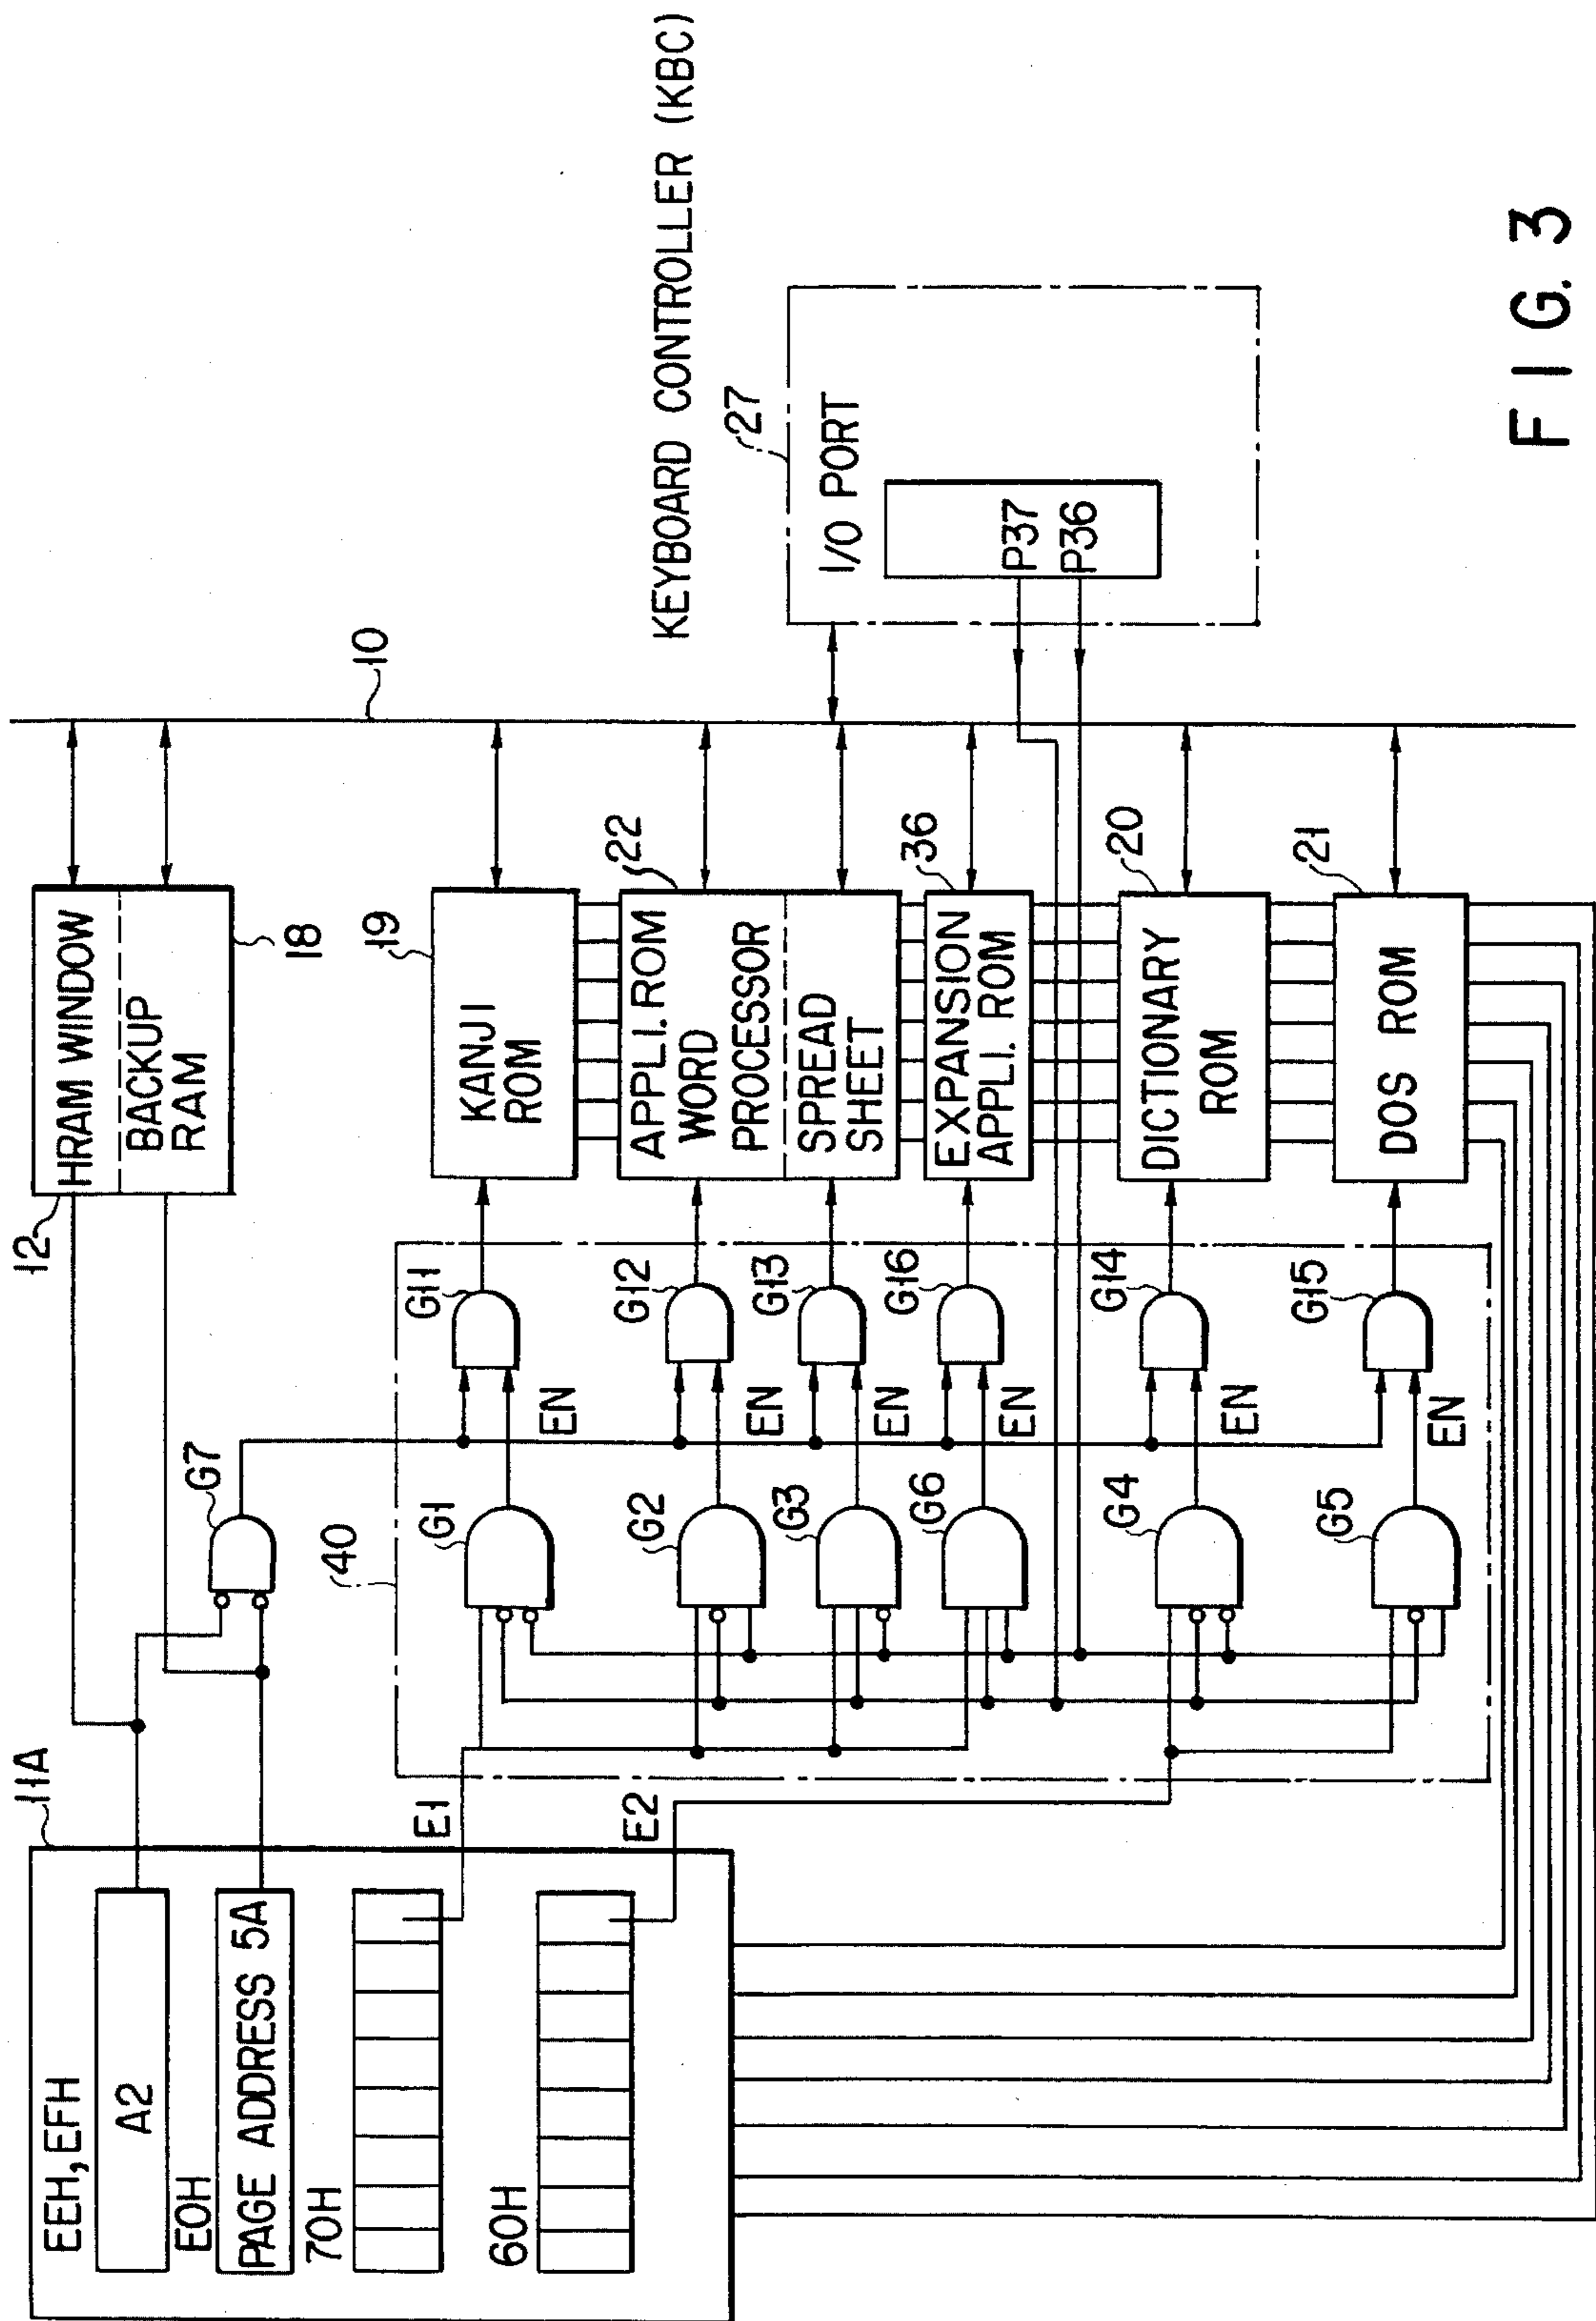 11A
EEH, EFH
A2
E0H
PAGE ADDRESS 5A
70H
60H
E1
E2
12
HRAM WINDOW
BACKUP
RAM
18
10
G7
40
G1
G2
G3
G6
G4
G5
EN
EN
EN
EN
EN
EN
G11
G12
G13
G16
G14
G15
19
KANJI
ROM
22
APPLI. ROM
WORD
PROCESSOR
SPREAD
SHEET
36
EXPANSION
APPLI. ROM
20
DICTIONARY
ROM
21
DOS ROM
KEYBOARD CONTROLLER (KBC)
27
I/O PORT
P37
P36
FIG. 3